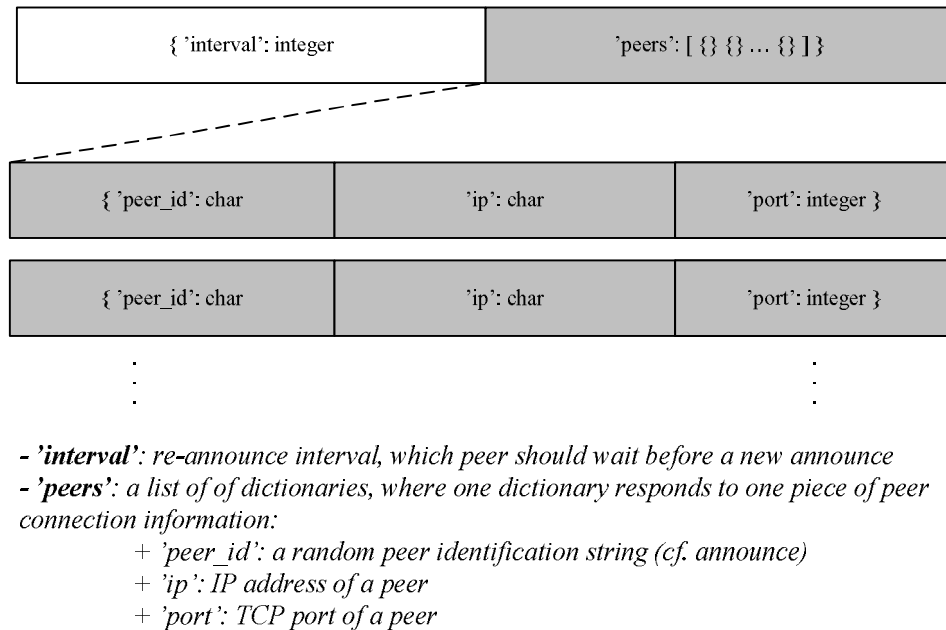 { ’interval’: integer
’peers’: [ {} {} ... {} ] }
{ ’peer_id’: char
’ip’: char
’port’: integer }
{ ’peer_id’: char
’ip’: char
’port’: integer }
- ’interval’: re-announce interval, which peer should wait before a new announce
- ’peers’: a list of of dictionaries, where one dictionary responds to one piece of peer
connection information:
+ ’peer_id’: a random peer identification string (cf. announce)
+ ’ip’: IP address of a peer
+ ’port’: TCP port of a peer